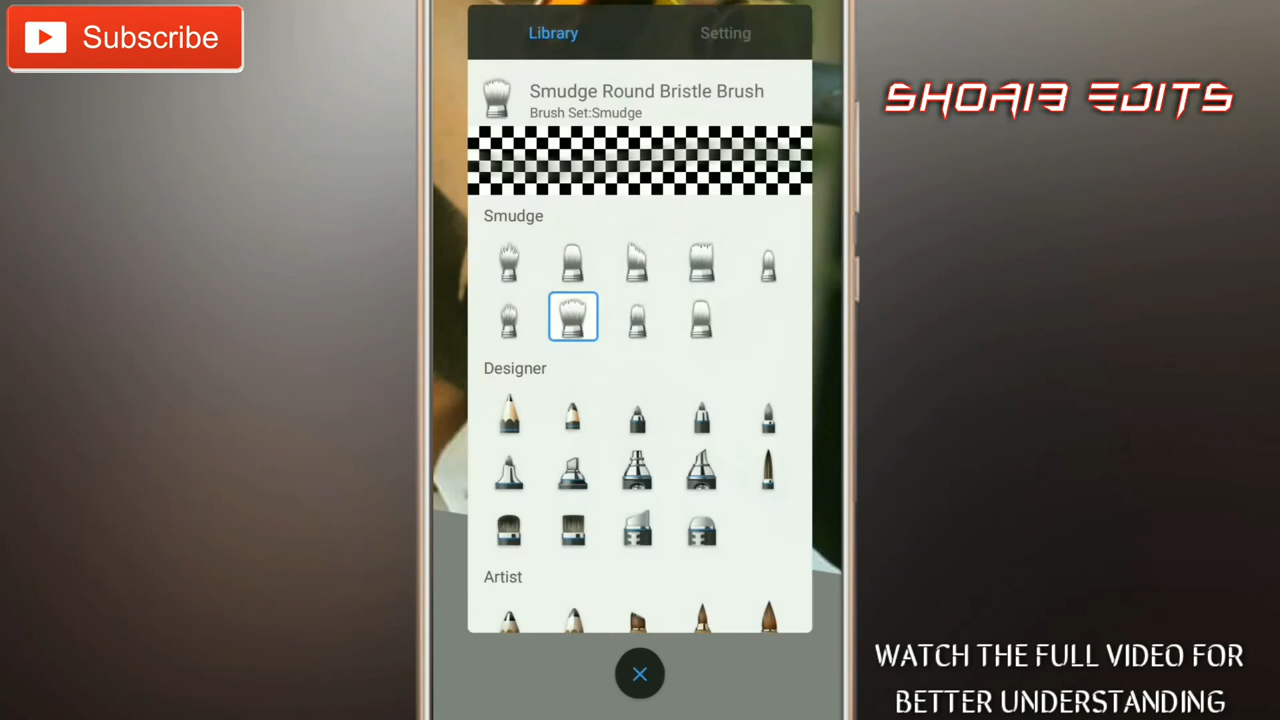 Subscribe
Library
Setting
Smudge Round Bristle Brush
Brush Set:Smudge
Smudge
Designer
Artist
SHOAIB EDITS
WATCH THE FULL VIDEO FOR
BETTER UNDERSTANDING